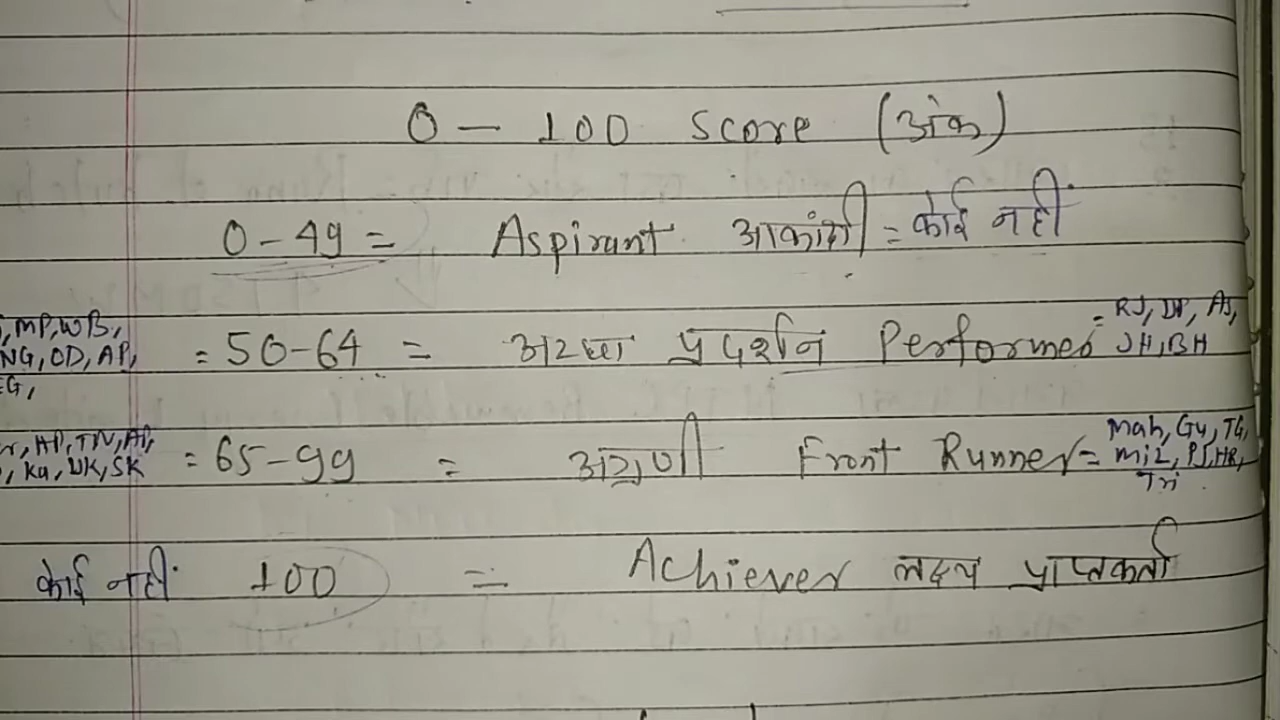 0 - 100 Score (अंक)
0-49 = Aspirant आकांक्षी = कोई नहीं
, MP, WB, NG, OD, AP, = 50-64 = अच्छा प्रदर्शन Performer = RJ, AS, JH, BH
G,
HP, TN, AP, Ka, UK, SK = 65-99 = अग्रणी Front Runner = Mah, Gu, TG, Miz, PJ, HR, Tri
कोई नहीं 100 = Achiever लक्ष्य प्राप्तकर्ता